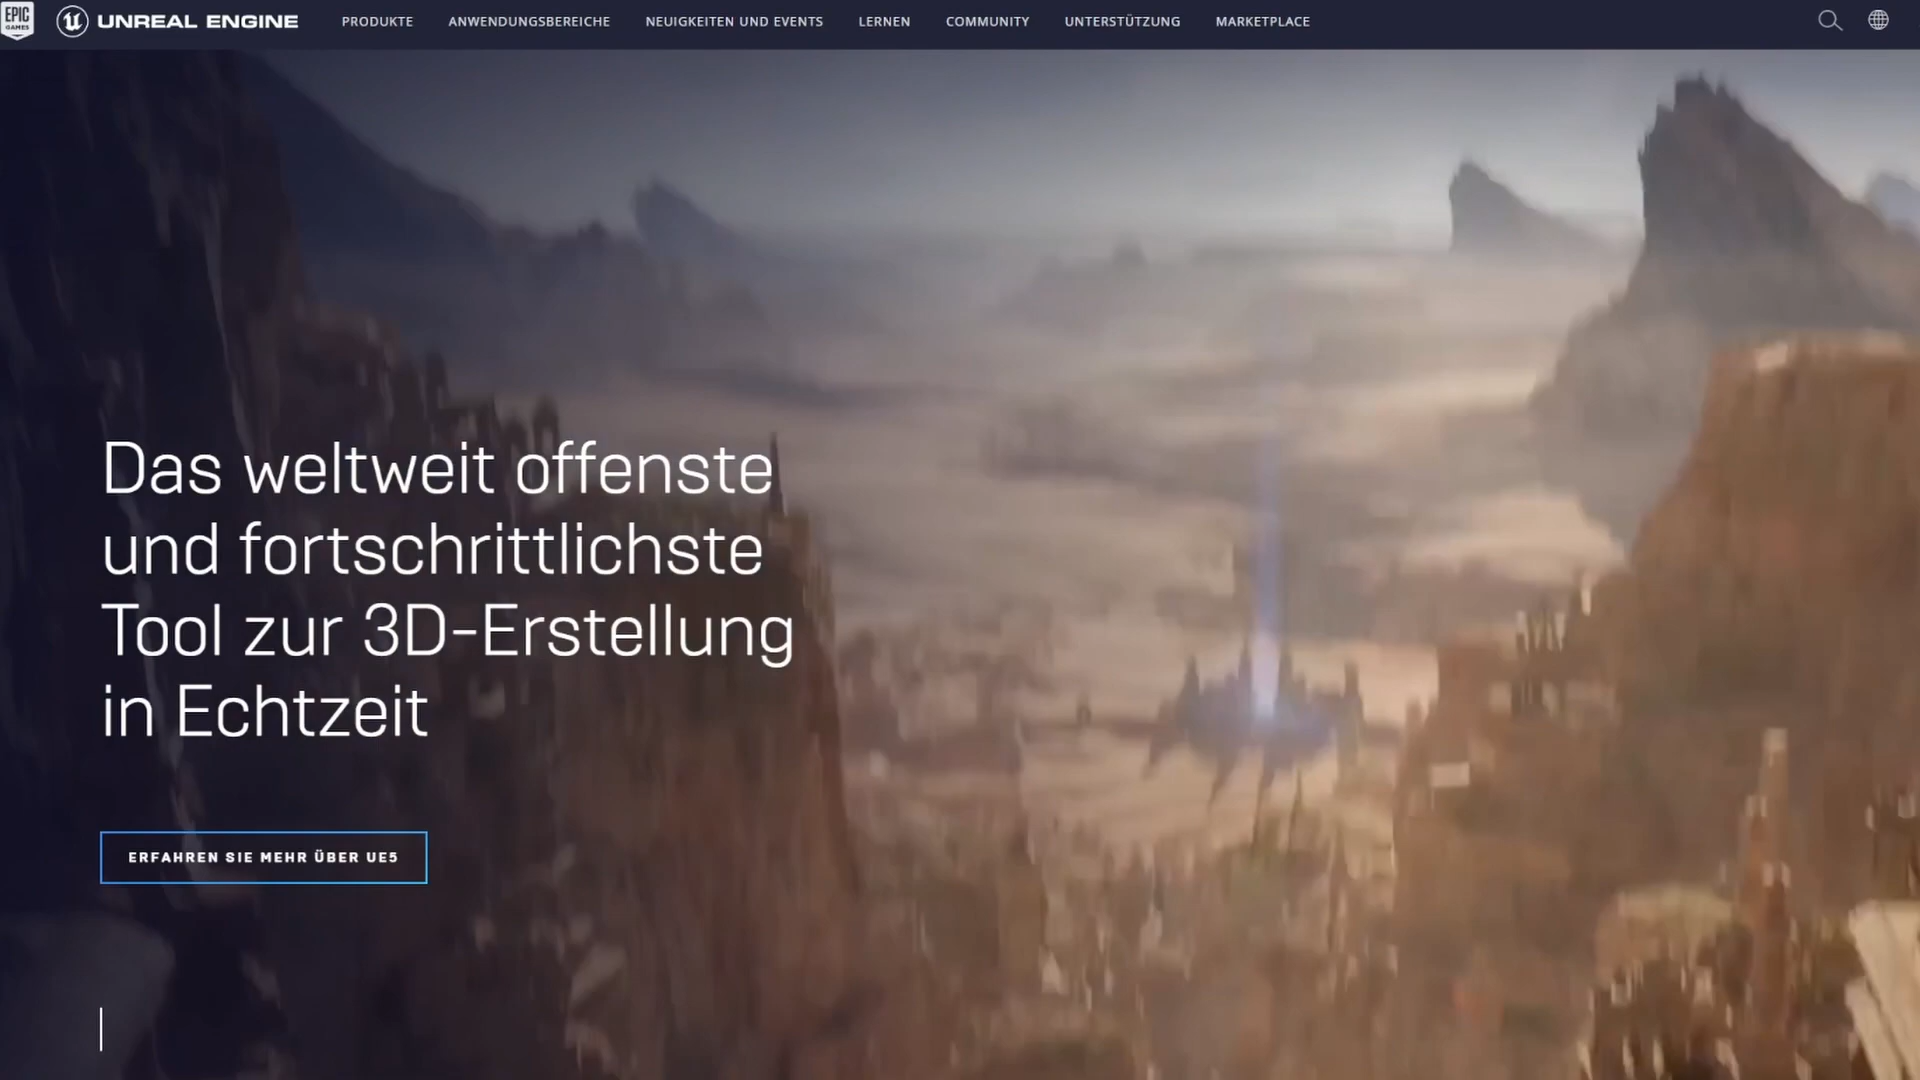 EPIC
GAMES
UNREAL ENGINE
PRODUKTE
ANWENDUNGSBEREICHE
NEUIGKEITEN UND EVENTS
LERNEN
COMMUNITY
UNTERSTÜTZUNG
MARKETPLACE
Das weltweit offenste
und fortschrittlichste
Tool zur 3D-Erstellung
in Echtzeit
ERFAHREN SIE MEHR ÜBER UE5